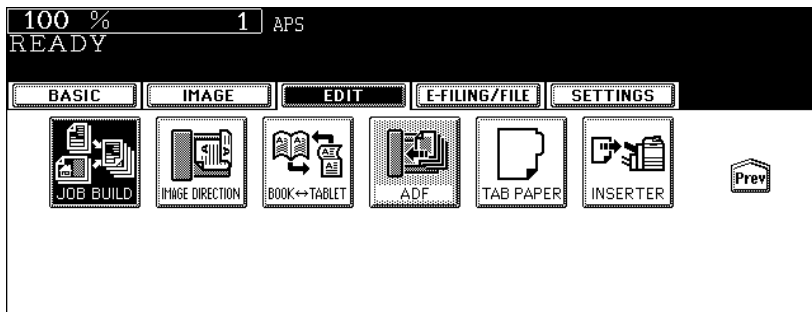 100 % 1 APS
READY
BASIC IMAGE EDIT E-FILING/FILE SETTINGS
JOB BUILD IMAGE DIRECTION BOOK↔TABLET ADF TAB PAPER INSERTER Prev